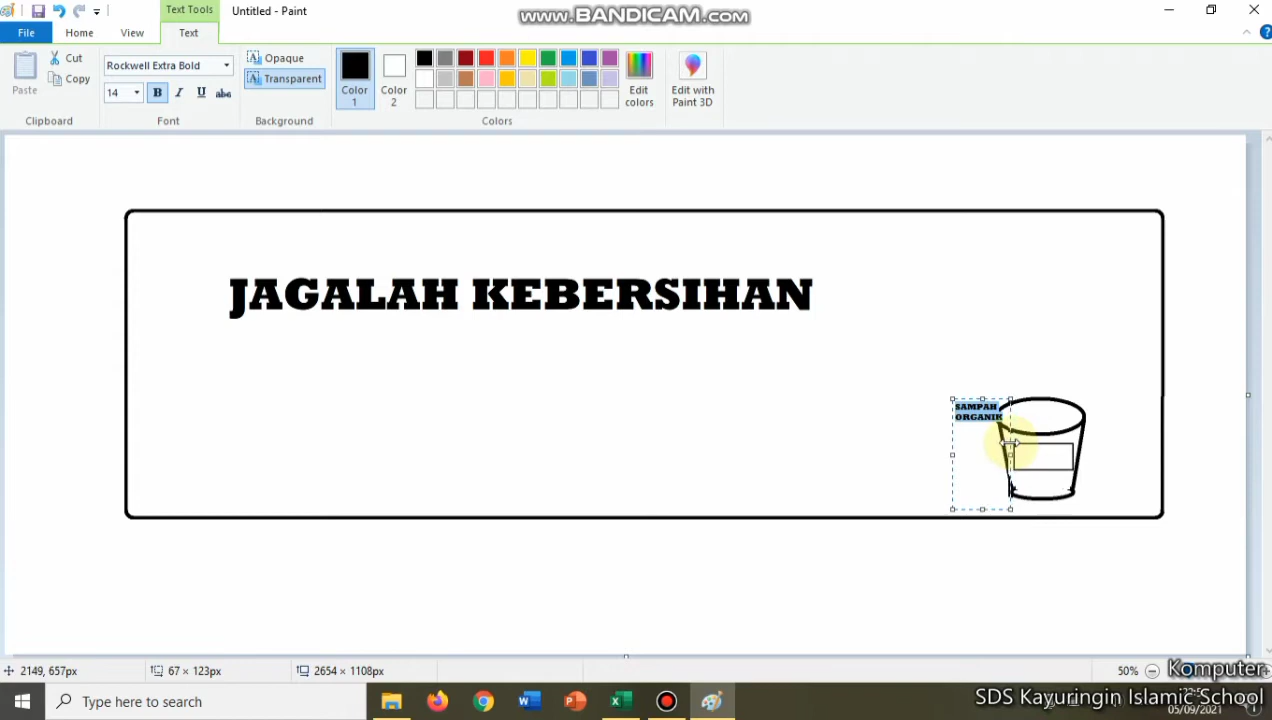 Text Tools
Untitled - Paint
www.BANDICAM.com
File
Home
View
Text
Paste
Cut
Copy
Clipboard
Rockwell Extra Bold
14
B I U abc
Font
Opaque
Transparent
Background
Color 1
Color 2
Edit colors
Colors
Edit with Paint 3D
JAGALAH KEBERSIHAN
SAMPAH
ORGANIK
2149, 657px
67 × 123px
2654 × 1108px
50%
Komputer
Type here to search
SDS Kayuringin Islamic School
05/09/2021